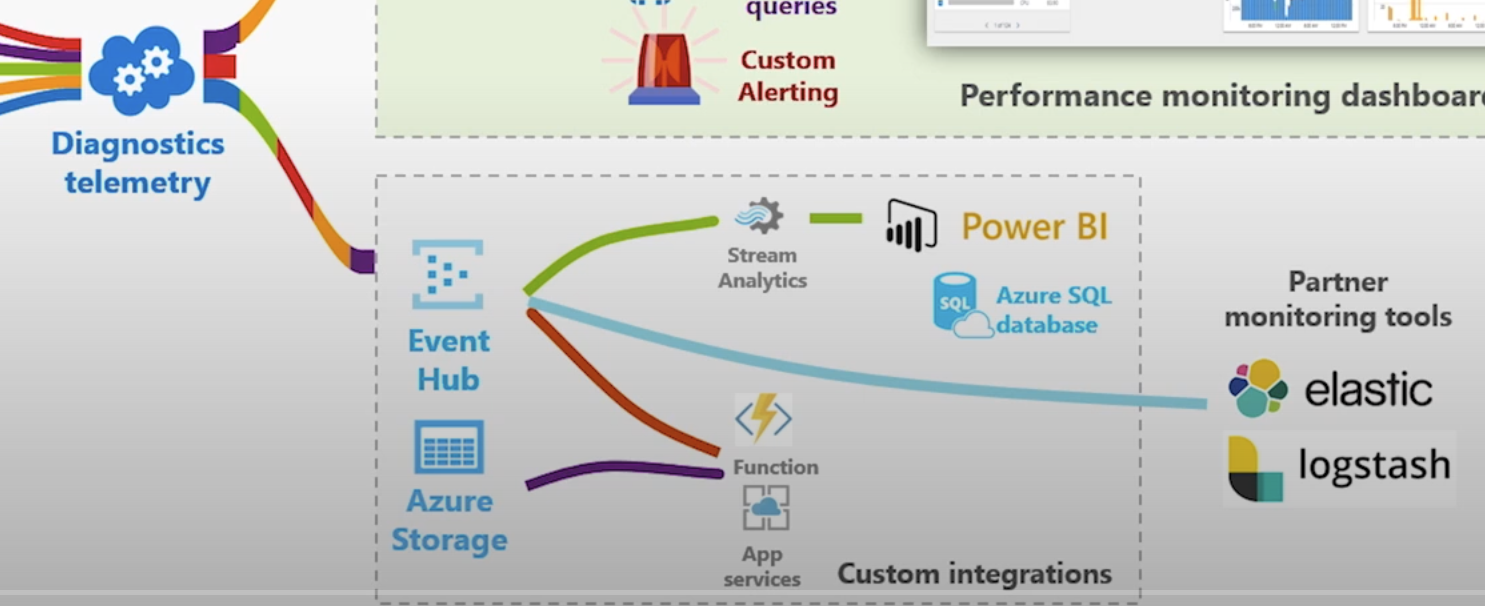 queries
Custom
Alerting
Performance monitoring dashboar
Diagnostics
telemetry
Stream
Analytics
Power BI
SQL
Azure SQL
database
Event
Hub
Partner
monitoring tools
elastic
logstash
Function
Azure
Storage
App
services
Custom integrations